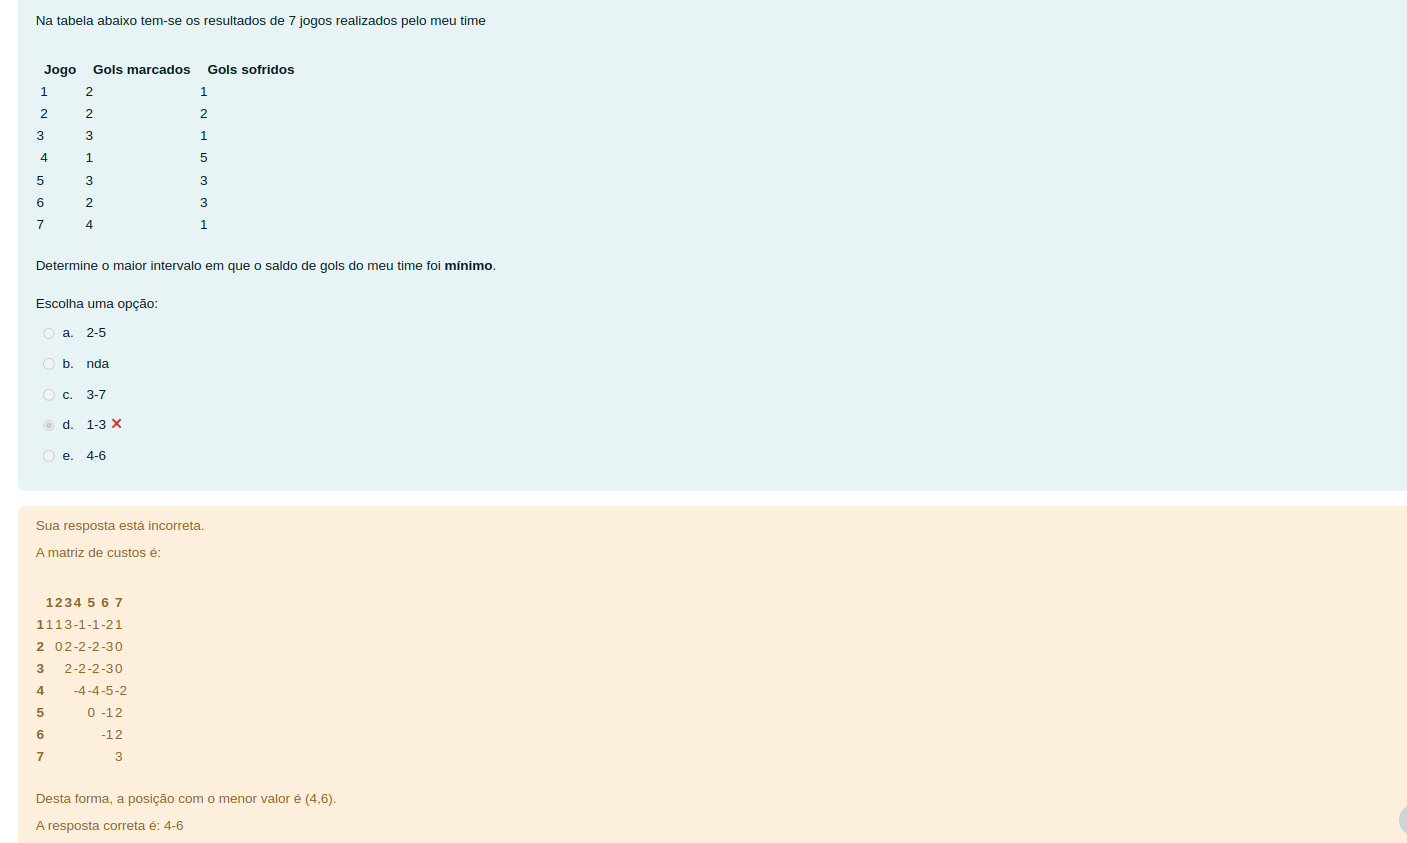 Na tabela abaixo tem-se os resultados de 7 jogos realizados pelo meu time
Jogo Gols marcados Gols sofridos
1 2 1
2 2 2
3 3 1
4 1 5
5 3 3
6 2 3
7 4 1
Determine o maior intervalo em que o saldo de gols do meu time foi mínimo.
Escolha uma opção:
a. 2-5
b. nda
c. 3-7
d. 1-3
e. 4-6
Sua resposta está incorreta.
A matriz de custos é:
1 2 3 4 5 6 7
1 1 1 3 -1 -1 -2 1
2 0 2 -2 -2 -3 0
3 2 -2 -2 -3 0
4 -4 -4 -5 -2
5 0 -1 2
6 -1 2
7 3
Desta forma, a posição com o menor valor é (4,6).
A resposta correta é: 4-6